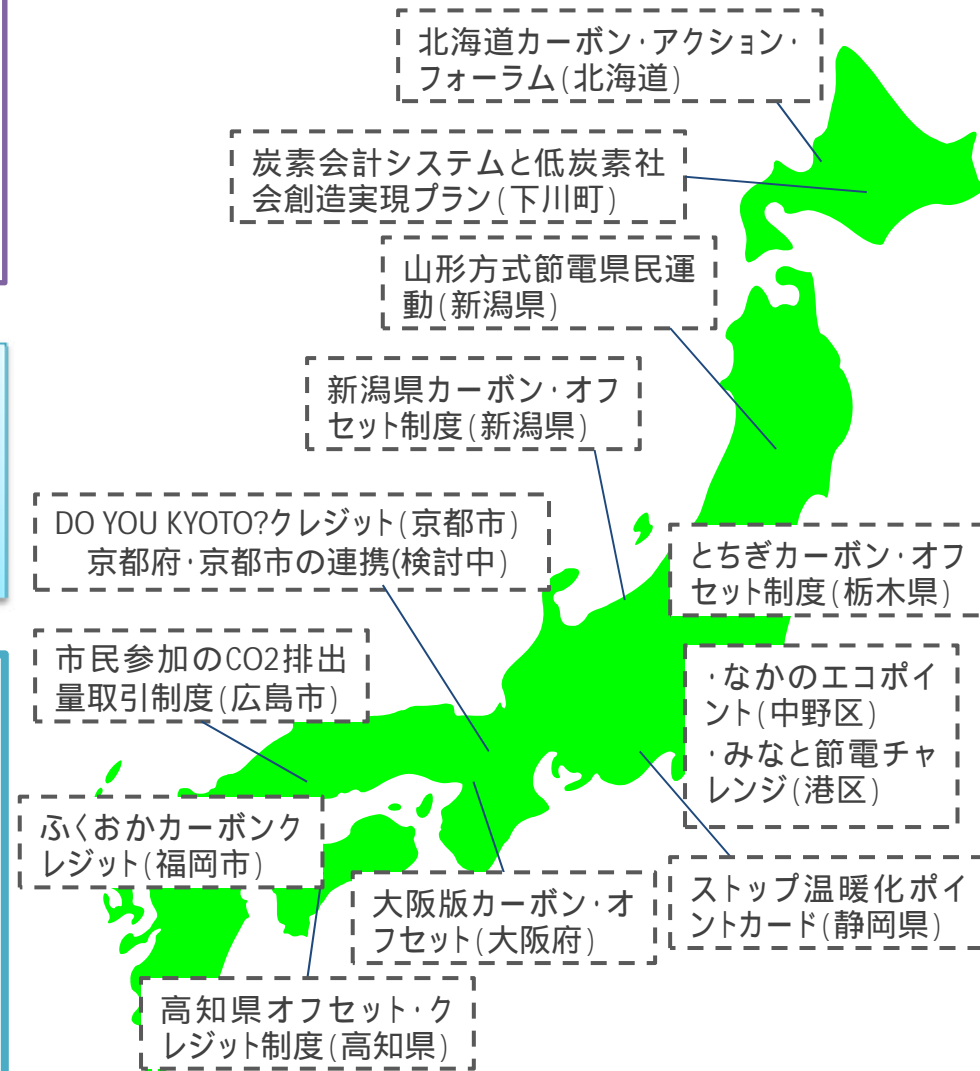 北海道カーボン･アクション･
フォーラム(北海道)
炭素会計システムと低炭素社
会創造実現プラン(下川町)
山形方式節電県民運
動(新潟県)
新潟県カーボン･オフ
セット制度(新潟県)
DO YOU KYOTO?クレジット(京都市)
京都府･京都市の連携(検討中)
とちぎカーボン･オフ
セット制度(栃木県)
市民参加のCO2排出
量取引制度(広島市)
･なかのエコポイ
ント(中野区)
･みなと節電チャ
レンジ(港区)
ふくおかカーボンク
レジット(福岡市)
大阪版カーボン･オ
フセット(大阪府)
ストップ温暖化ポイ
ントカード(静岡県)
高知県オフセット･ク
レジット制度(高知県)